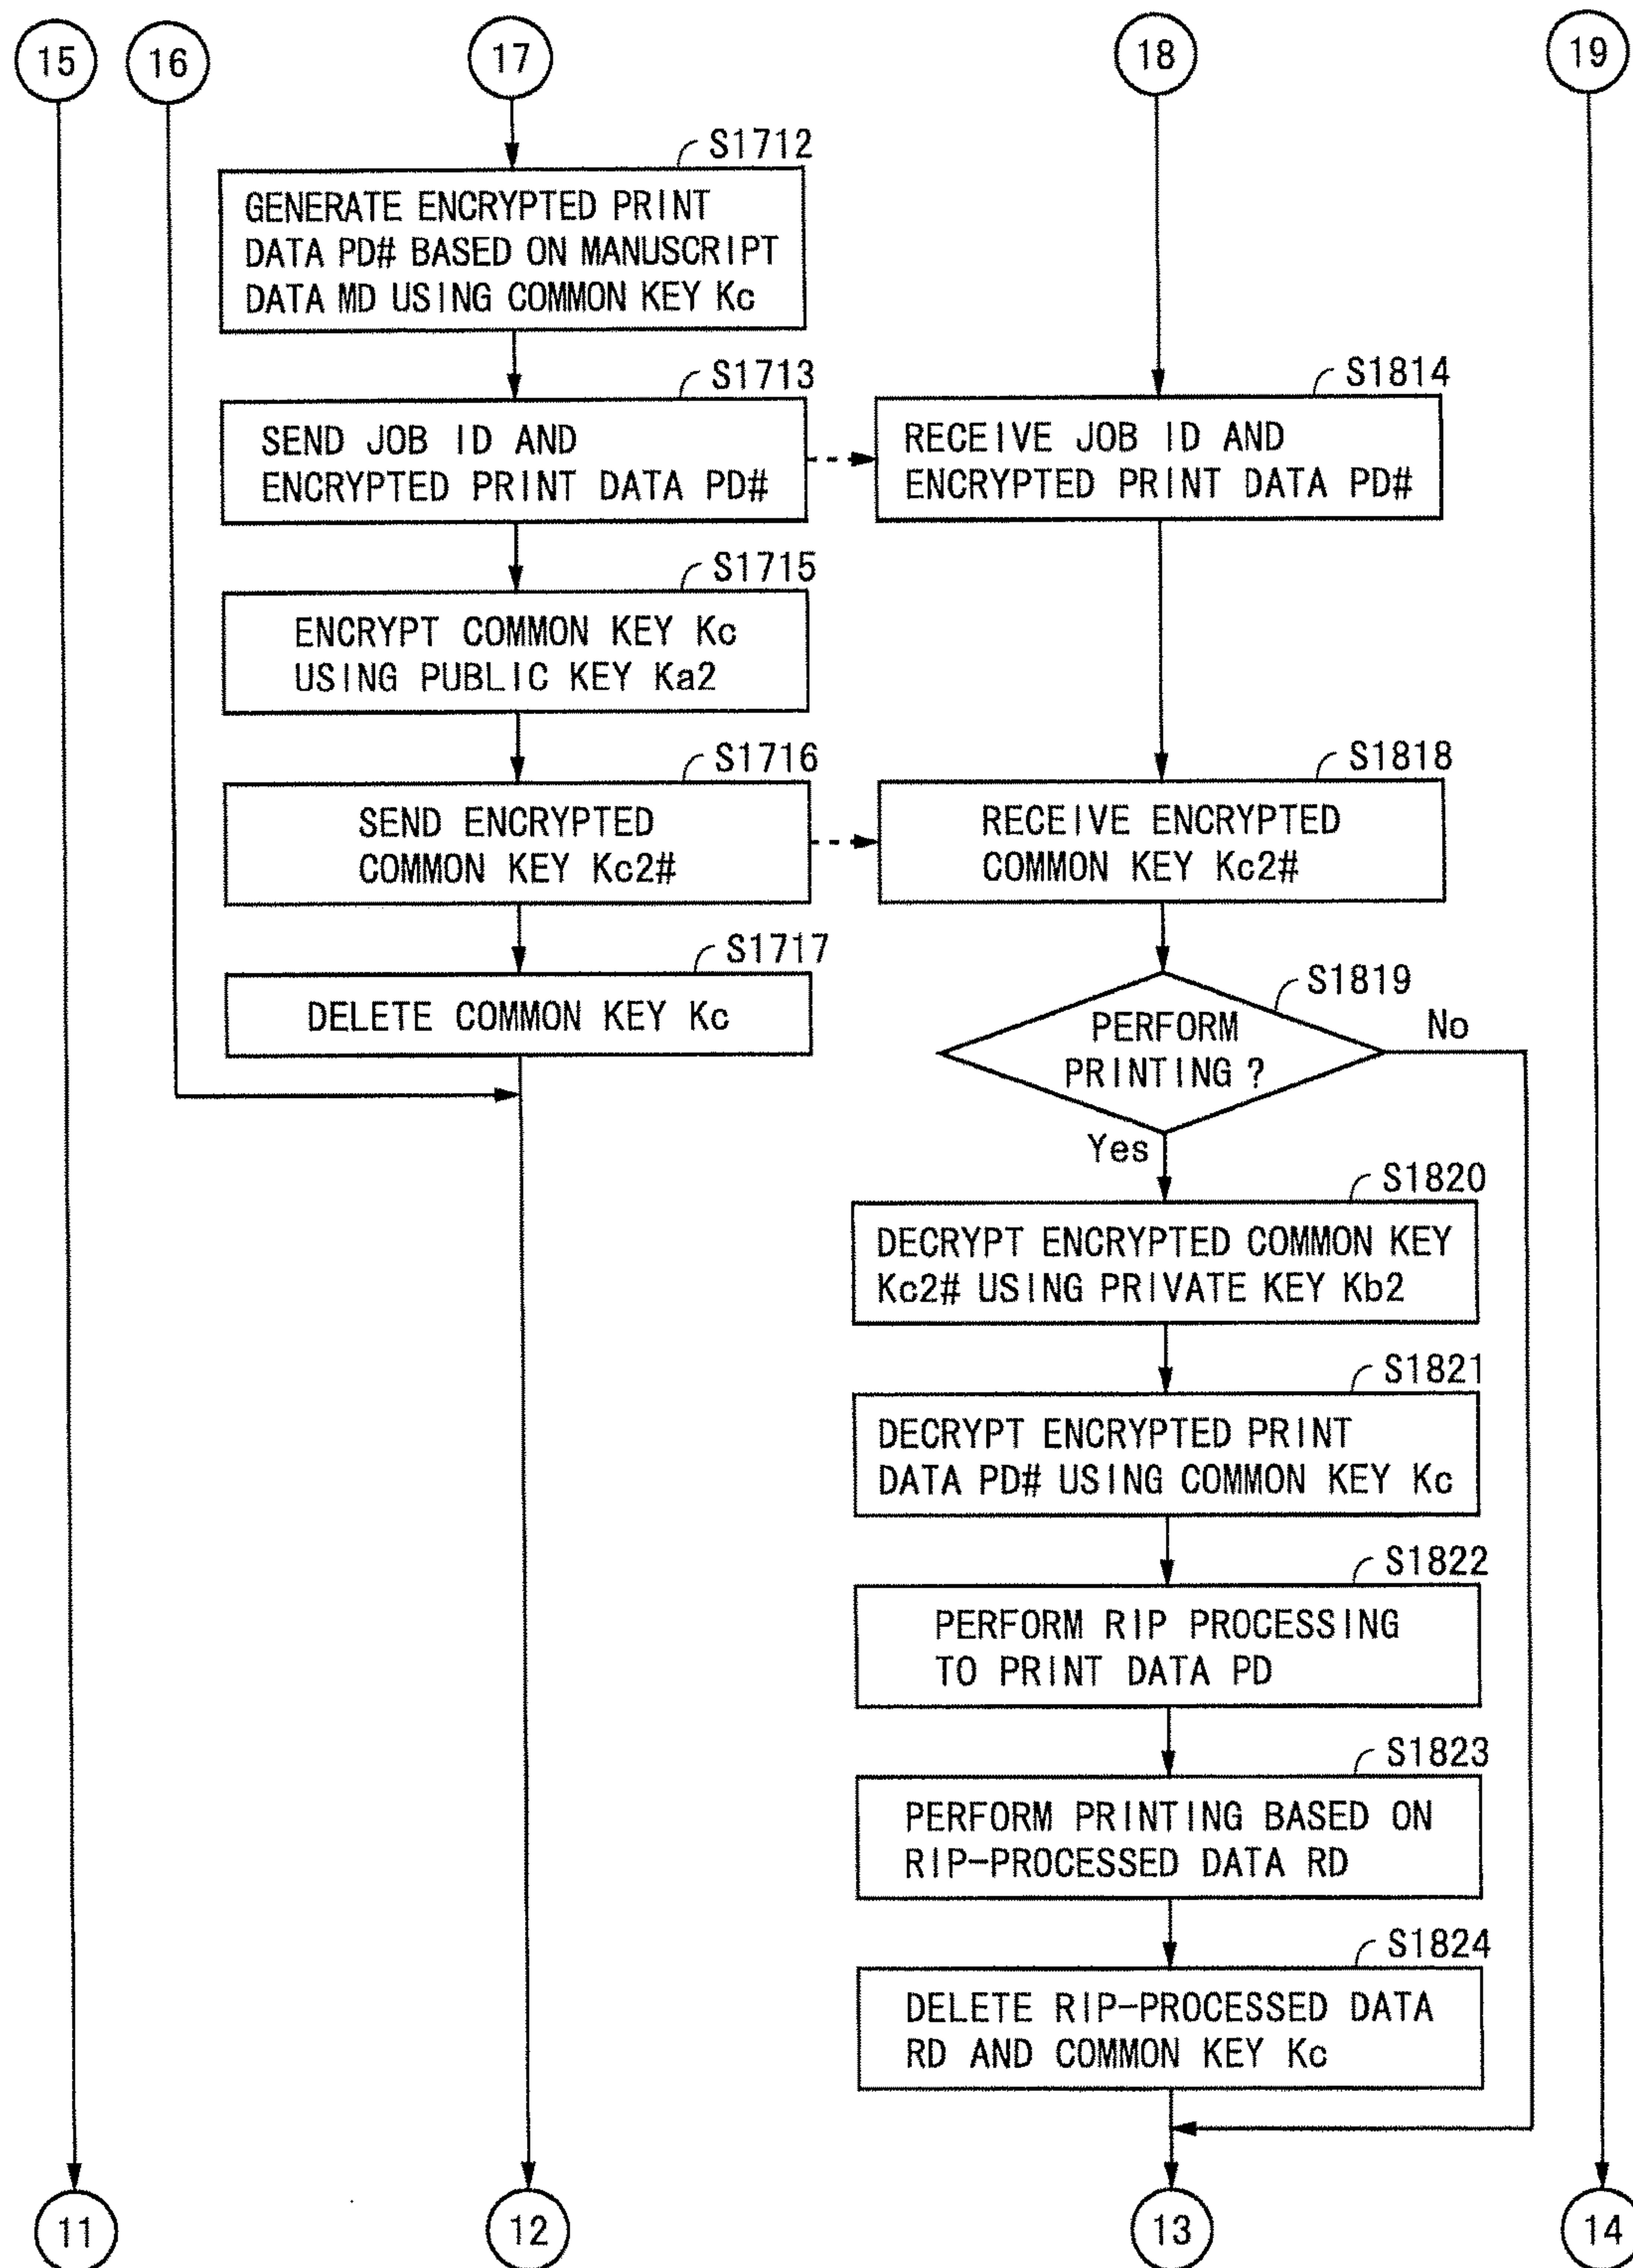 15
16
17
18
19
S1712
GENERATE ENCRYPTED PRINT
DATA PD# BASED ON MANUSCRIPT
DATA MD USING COMMON KEY Kc
S1713
SEND JOB ID AND
ENCRYPTED PRINT DATA PD#
S1814
RECEIVE JOB ID AND
ENCRYPTED PRINT DATA PD#
S1715
ENCRYPT COMMON KEY Kc
USING PUBLIC KEY Ka2
S1716
SEND ENCRYPTED
COMMON KEY Kc2#
S1818
RECEIVE ENCRYPTED
COMMON KEY Kc2#
S1717
DELETE COMMON KEY Kc
S1819
PERFORM
PRINTING ?
No
Yes
S1820
DECRYPT ENCRYPTED COMMON KEY
Kc2# USING PRIVATE KEY Kb2
S1821
DECRYPT ENCRYPTED PRINT
DATA PD# USING COMMON KEY Kc
S1822
PERFORM RIP PROCESSING
TO PRINT DATA PD
S1823
PERFORM PRINTING BASED ON
RIP-PROCESSED DATA RD
S1824
DELETE RIP-PROCESSED DATA
RD AND COMMON KEY Kc
11
12
13
14